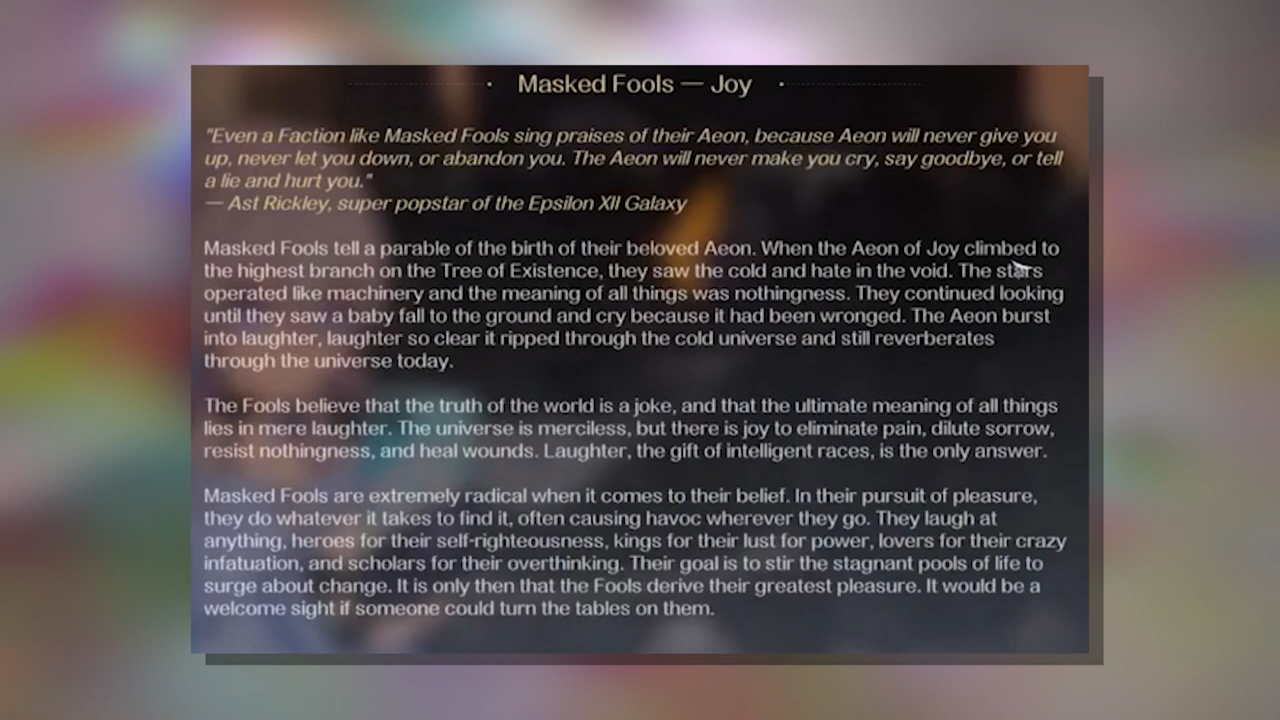 Masked Fools — Joy
"Even a Faction like Masked Fools sing praises of their Aeon, because Aeon will never give you
up, never let you down, or abandon you. The Aeon will never make you cry, say goodbye, or tell
a lie and hurt you."
— Ast Rickley, super popstar of the Epsilon XII Galaxy
Masked Fools tell a parable of the birth of their beloved Aeon. When the Aeon of Joy climbed to
the highest branch on the Tree of Existence, they saw the cold and hate in the void. The stars
operated like machinery and the meaning of all things was nothingness. They continued looking
until they saw a baby fall to the ground and cry because it had been wronged. The Aeon burst
into laughter, laughter so clear it ripped through the cold universe and still reverberates
through the universe today.
The Fools believe that the truth of the world is a joke, and that the ultimate meaning of all things
lies in mere laughter. The universe is merciless, but there is joy to eliminate pain, dilute sorrow,
resist nothingness, and heal wounds. Laughter, the gift of intelligent races, is the only answer.
Masked Fools are extremely radical when it comes to their belief. In their pursuit of pleasure,
they do whatever it takes to find it, often causing havoc wherever they go. They laugh at
anything, heroes for their self-righteousness, kings for their lust for power, lovers for their crazy
infatuation, and scholars for their overthinking. Their goal is to stir the stagnant pools of life to
surge about change. It is only then that the Fools derive their greatest pleasure. It would be a
welcome sight if someone could turn the tables on them.